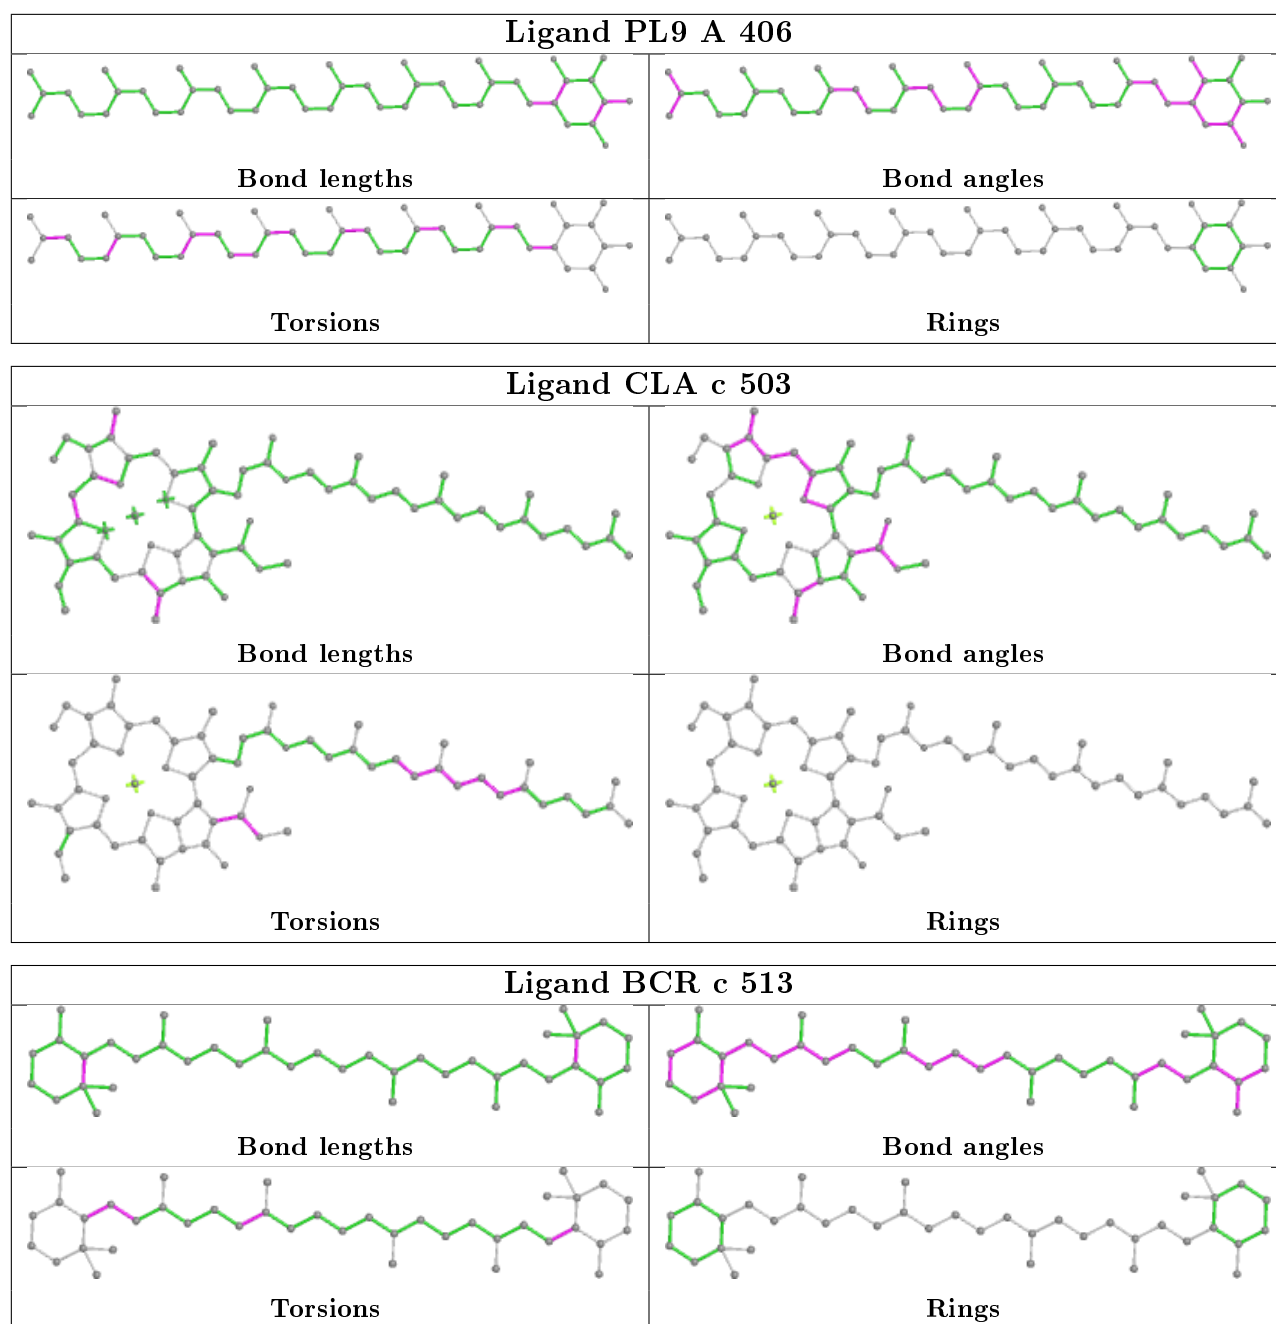 Ligand PL9 A 406
Bond lengths
Bond angles
Torsions
Rings
Ligand CLA c 503
Bond lengths
Bond angles
Torsions
Rings
Ligand BCR c 513
Bond lengths
Bond angles
Torsions
Rings